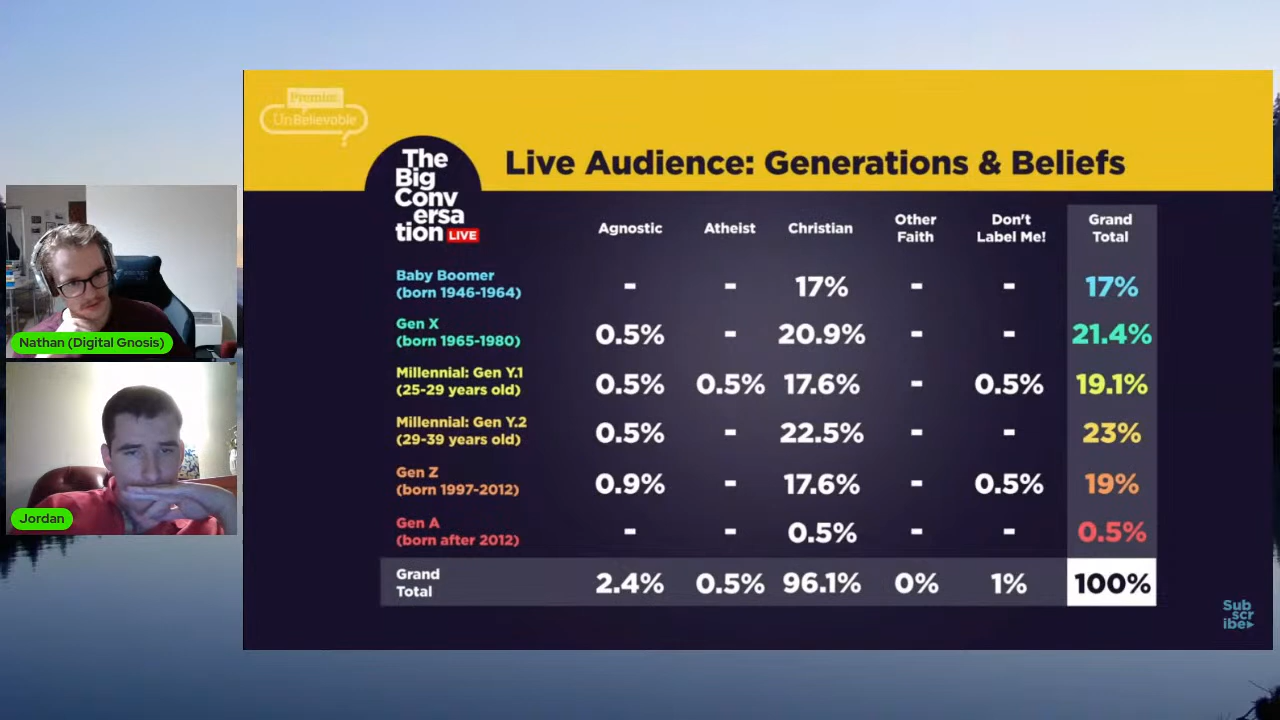 Premier
UnBelievable
The
Big
Conv
ersa
tion LIVE
Live Audience: Generations & Beliefs
Agnostic Atheist Christian Other Faith Don't Label Me! Grand Total
Baby Boomer
(born 1946-1964)
- - 17% - - 17%
Gen X
(born 1965-1980)
0.5% - 20.9% - - 21.4%
Millennial: Gen Y.1
(25-29 years old)
0.5% 0.5% 17.6% - 0.5% 19.1%
Millennial: Gen Y.2
(29-39 years old)
0.5% - 22.5% - - 23%
Gen Z
(born 1997-2012)
0.9% - 17.6% - 0.5% 19%
Gen A
(born after 2012)
- - 0.5% - - 0.5%
Grand
Total
2.4% 0.5% 96.1% 0% 1% 100%
Nathan (Digital Gnosis)
Jordan
Sub
scr
ibe